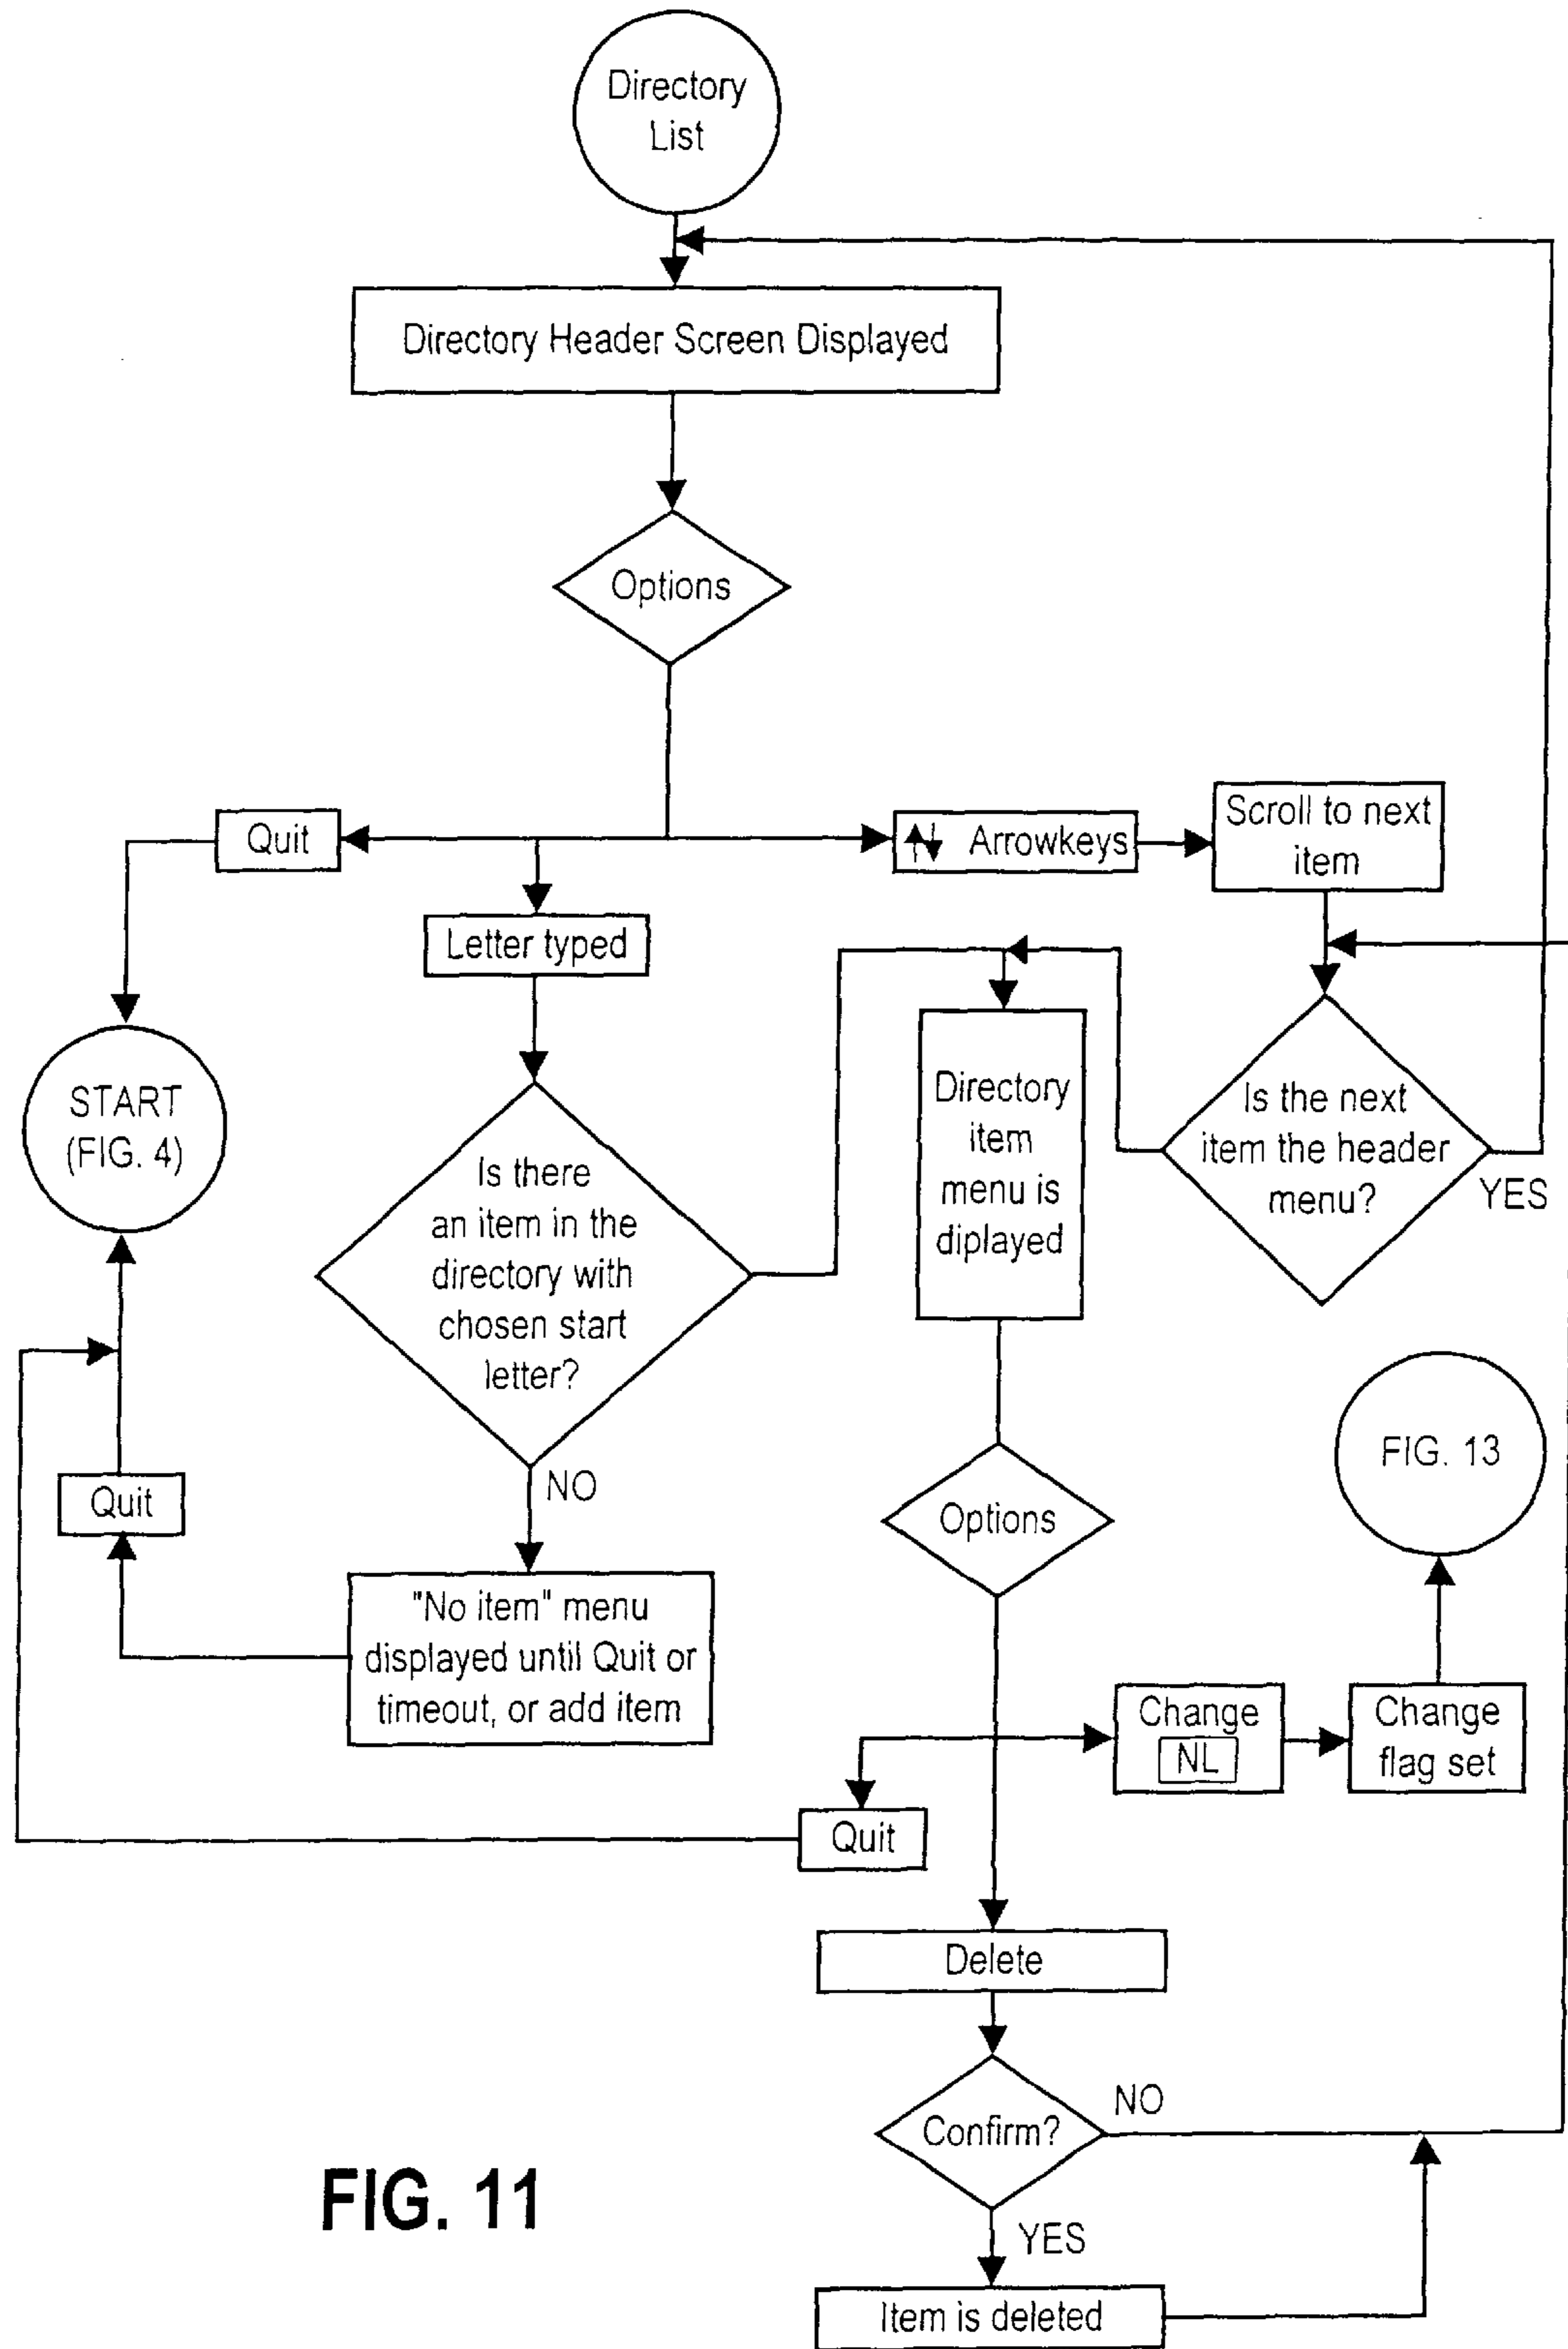 Directory
List
Directory Header Screen Displayed
Options
Quit
Arrowkeys
Scroll to next
item
Letter typed
START
(FIG. 4)
Is there
an item in the
directory with
chosen start
letter?
Directory
item
menu is
diplayed
Is the next
item the header
menu?
YES
FIG. 13
NO
Quit
Options
"No item" menu
displayed until Quit or
timeout, or add item
Change
NL
Change
flag set
Quit
Delete
Confirm?
NO
YES
Item is deleted
FIG. 11